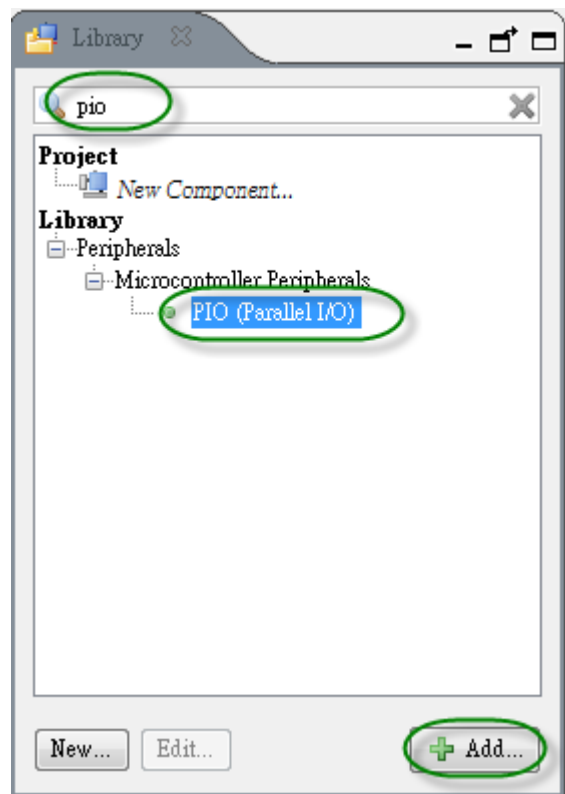 Library
pio
Project
New Component...
Library
Peripherals
Microcontroller Peripherals
PIO (Parallel I/O)
New... Edit... Add...